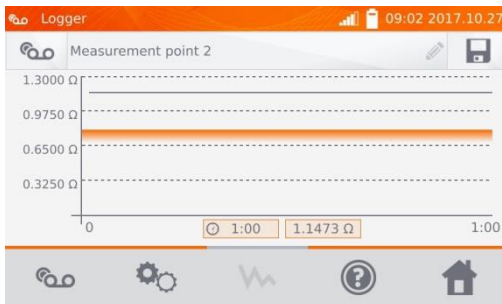 Logger 09:02 2017.10.27
Measurement point 2
1.3000 Ω
0.9750 Ω
0.6500 Ω
0.3250 Ω
0 1:00 1.1473 Ω 1:00